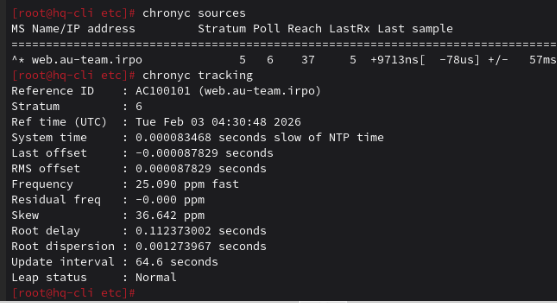 [root@hq-cli etc]# chronyc sources
MS Name/IP address         Stratum Poll Reach LastRx Last sample
===============================================================================
^* web.au-team.irpo              5   6    37     5  +9713ns[  -78us] +/-   57ms
[root@hq-cli etc]# chronyc tracking
Reference ID    : AC100101 (web.au-team.irpo)
Stratum         : 6
Ref time (UTC)  : Tue Feb 03 04:30:48 2026
System time     : 0.000083468 seconds slow of NTP time
Last offset     : -0.000087829 seconds
RMS offset      : 0.000087829 seconds
Frequency       : 25.090 ppm fast
Residual freq   : -0.000 ppm
Skew            : 36.642 ppm
Root delay      : 0.112373002 seconds
Root dispersion : 0.001273967 seconds
Update interval : 64.6 seconds
Leap status     : Normal
[root@hq-cli etc]#